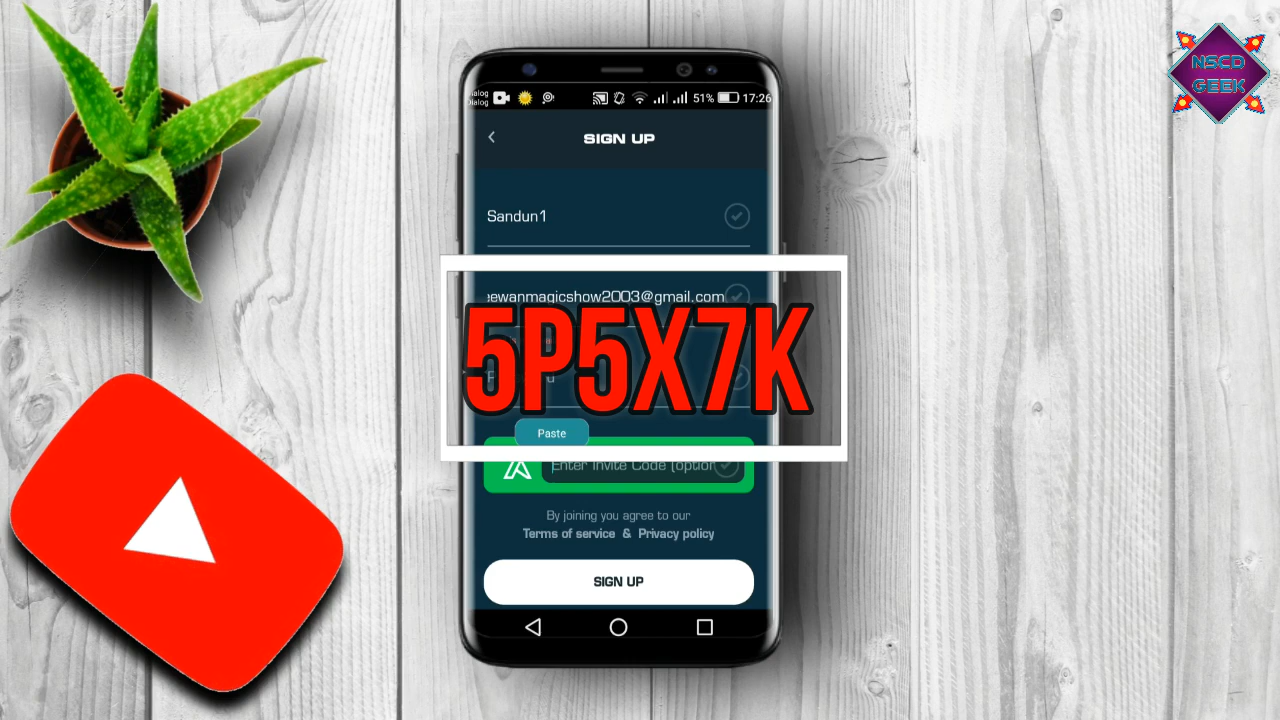 NSCD
GEEK
51% 17:26
Dialog
SIGN UP
Sandun1
ewanmagicshow2003@gmail.com
5P5X7K
Paste
Enter Invite Code (option
By joining you agree to our
Terms of service & Privacy policy
SIGN UP